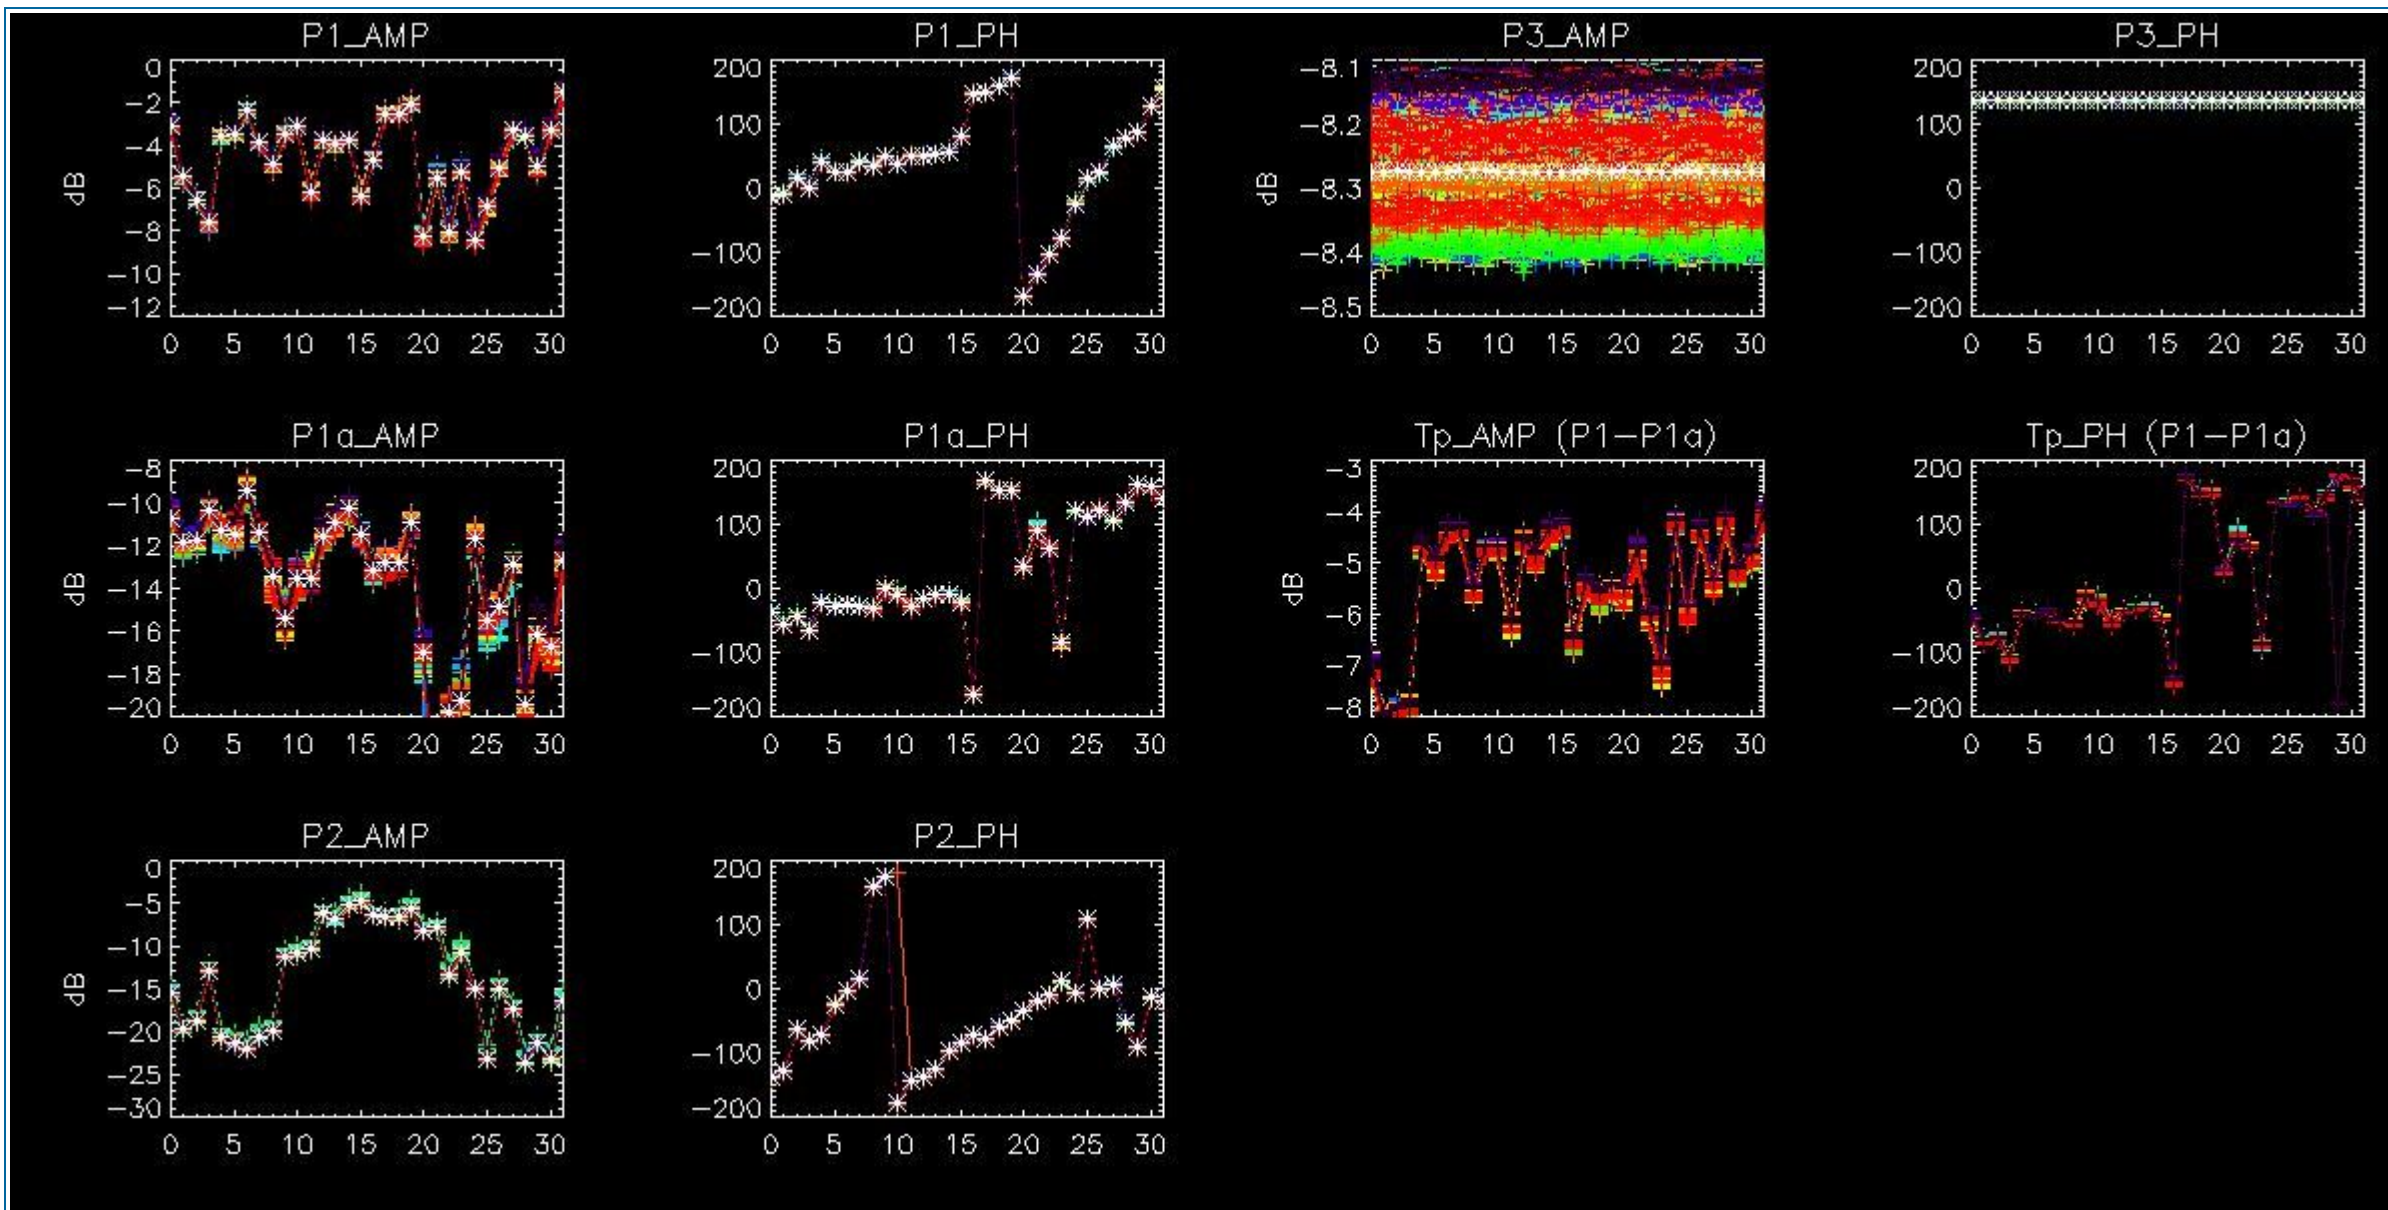 P1_AMP
0
−2
−4
−6
−8
−10
−12
dB
0 5 10 15 20 25 30
P1_PH
200
100
0
−100
−200
0 5 10 15 20 25 30
P3_AMP
−8.1
−8.2
−8.3
−8.4
−8.5
dB
0 5 10 15 20 25 30
P3_PH
200
100
0
−100
−200
0 5 10 15 20 25 30
P1a_AMP
−8
−10
−12
−14
−16
−18
−20
dB
0 5 10 15 20 25 30
P1a_PH
200
100
0
−100
−200
0 5 10 15 20 25 30
Tp_AMP (P1−P1a)
−3
−4
−5
−6
−7
−8
dB
0 5 10 15 20 25 30
Tp_PH (P1−P1a)
200
100
0
−100
−200
0 5 10 15 20 25 30
P2_AMP
0
−5
−10
−15
−20
−25
−30
dB
0 5 10 15 20 25 30
P2_PH
200
100
0
−100
−200
0 5 10 15 20 25 30